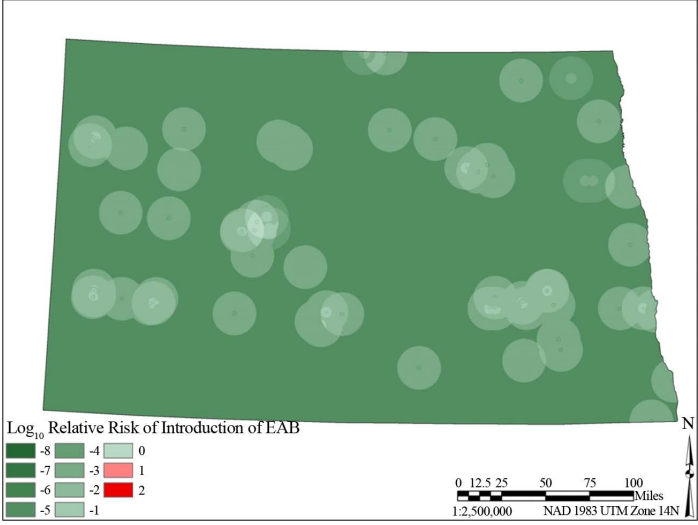 Log10 Relative Risk of Introduction of EAB
-8 -4 0
-7 -3 1
-6 -2 2
-5 -1
N
0 12.5 25 50 75 100
Miles
1:2,500,000 NAD 1983 UTM Zone 14N